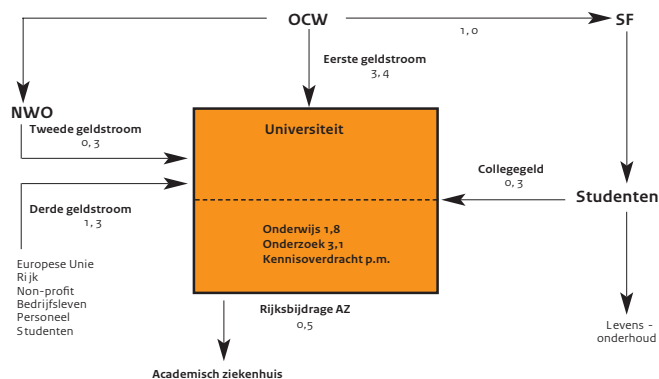 OCW
SF
1,0
Eerste geldstroom
3,4
NWO
Tweede geldstroom
0,3
Universiteit
Collegegeld
0,3
Derde geldstroom
1,3
Studenten
Onderwijs 1,8
Onderzoek 3,1
Kennisoverdracht p.m.
Europese Unie
Rijk
Non-profit
Bedrijfsleven
Personeel
Studenten
Rijksbijdrage AZ
0,5
Levens-
onderhoud
Academisch ziekenhuis